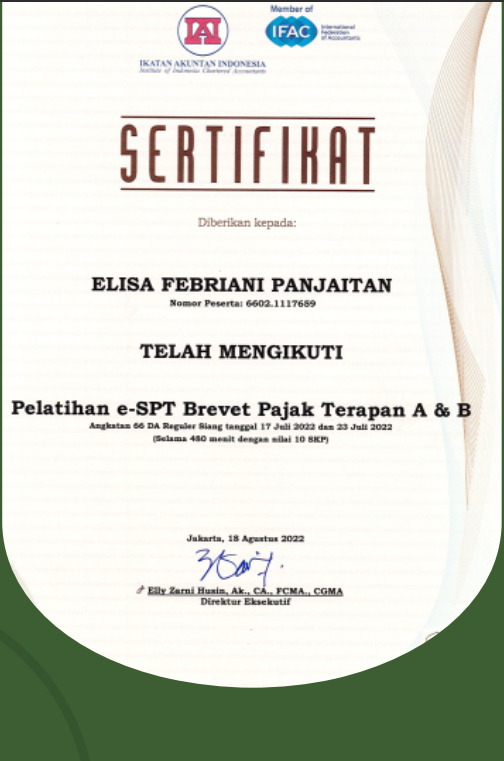 Member of
IAI
IFAC
International
Federation
of Accountants
IKATAN AKUNTAN INDONESIA
Institute of Indonesia Chartered Accountants
SERTIFIKAT
Diberikan kepada:
ELISA FEBRIANI PANJAITAN
Nomor Peserta: 6602.1117659
TELAH MENGIKUTI
Pelatihan e-SPT Brevet Pajak Terapan A & B
Angkatan 66 DA Reguler Siang tanggal 17 Juli 2022 dan 23 Juli 2022
(Selama 480 menit dengan nilai 10 SKP)
Jakarta, 18 Agustus 2022
Elly Zarni Husin, Ak., CA., FCMA., CGMA
Direktur Eksekutif